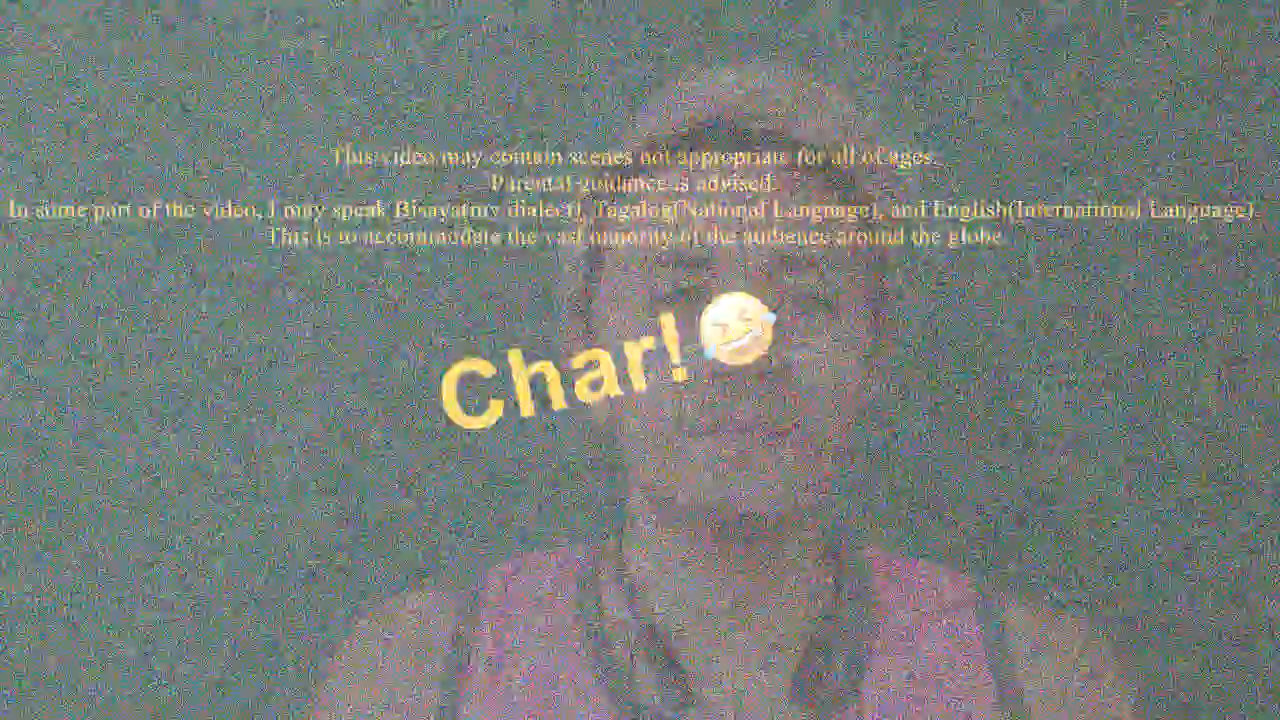 This video may contain scenes not appropriate for all of ages.
Parental guidance is advised.
In some part of the video, I may speak Bisaya(my dialect), Tagalog(National Language), and English(International Language).
This is to accommodate the vast majority of the audience around the globe.
Char! 🤣